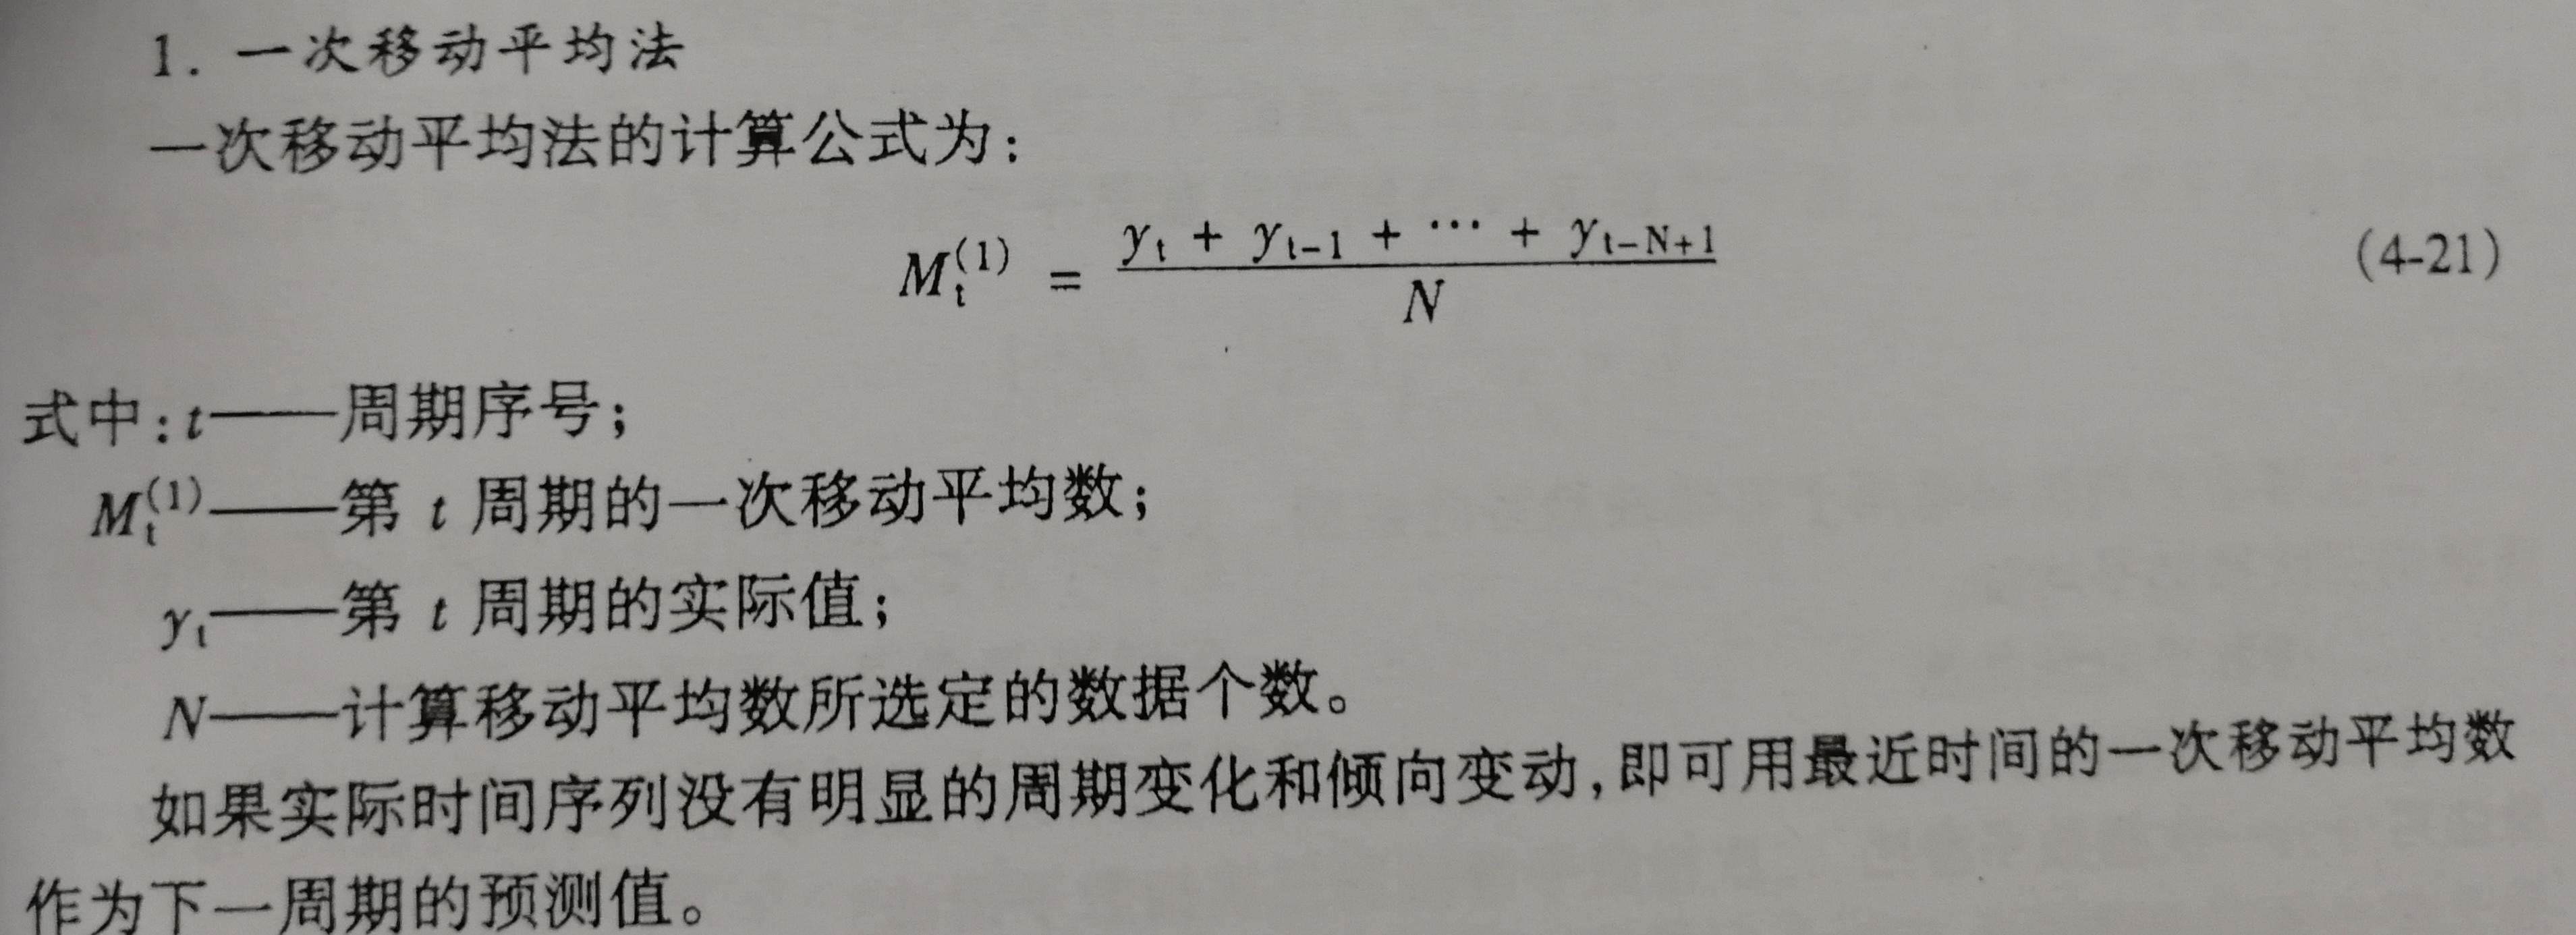 1. 一次移动平均法
一次移动平均法的计算公式为:
$M_t^{(1)} = \frac{y_t + y_{t-1} + \cdots + y_{t-N+1}}{N}$ (4-21)
式中:t——周期序号;
$M_t^{(1)}$——第 t 周期的一次移动平均数;
$y_t$——第 t 周期的实际值;
N——计算移动平均数所选定的数据个数。
如果实际时间序列没有明显的周期变化和倾向变动,即可用最近时间的一次移动平均数
作为下一周期的预测值。